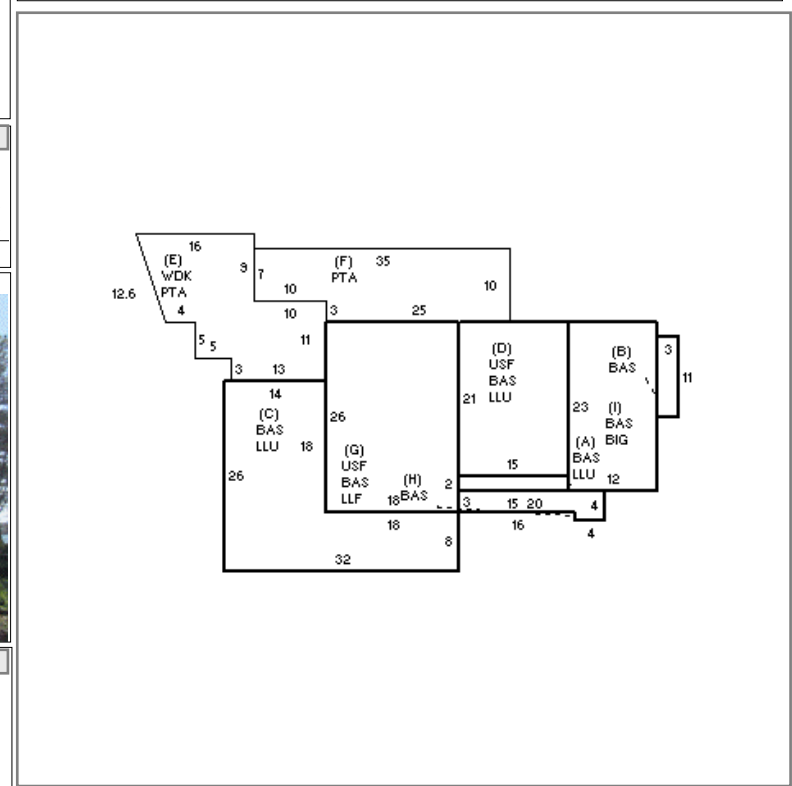 16
(E)
WDK
PTA
12.6
4
9
7
(F)
PTA
35
10
10
10
5
5
3
13
11
3
25
14
(C)
BAS
LLU
18
26
26
32
(G)
USF
BAS
LLF
18
(H)
BAS
18
2
8
(D)
USF
BAS
LLU
21
15
3
15
20
16
4
4
(B)
BAS
3
11
23
(I)
BAS
BIG
(A)
BAS
LLU
12